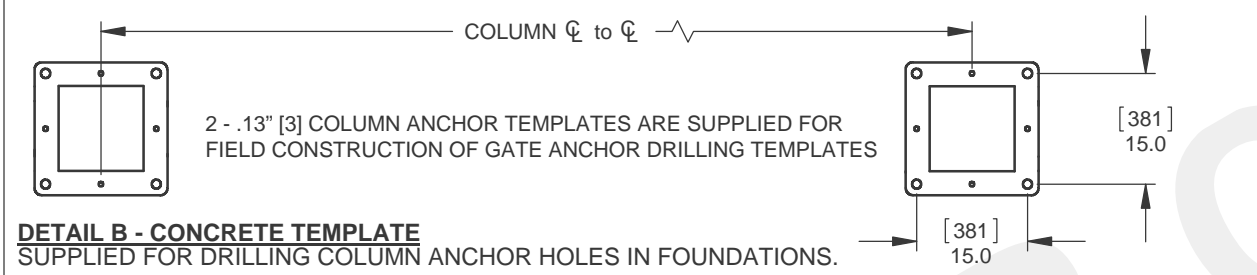 COLUMN ℄ to ℄
2 - .13" [3] COLUMN ANCHOR TEMPLATES ARE SUPPLIED FOR
FIELD CONSTRUCTION OF GATE ANCHOR DRILLING TEMPLATES
[381]
15.0
[381]
15.0
DETAIL B - CONCRETE TEMPLATE
SUPPLIED FOR DRILLING COLUMN ANCHOR HOLES IN FOUNDATIONS.